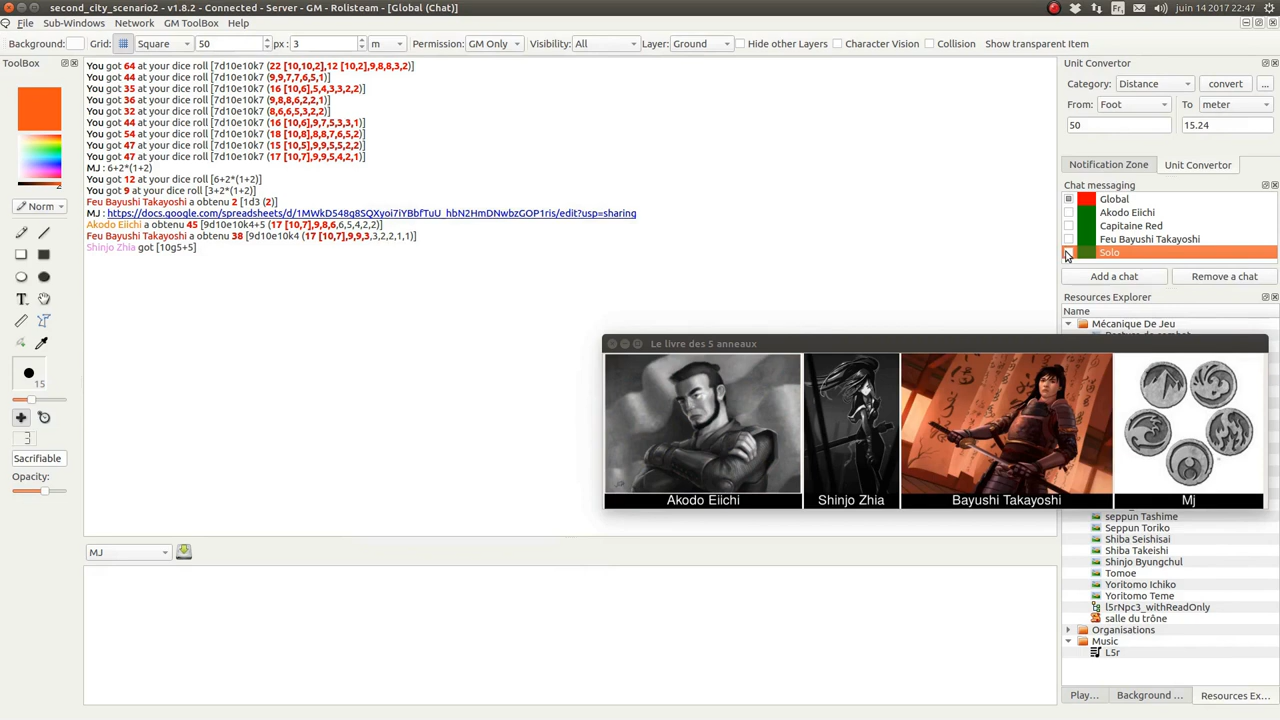 second_city_scenario2 - v1.8.2 - Connected - Server - GM - Rollisteam - [Global (Chat)]
Fr
juin 14 2017 22:47
File Sub-Windows Network GM ToolBox Help
Background: Grid: Square 50 px : 3 m Permission: GM Only Visibility: All Layer: Ground Hide other Layers Character Vision Collision Show transparent Item
ToolBox
Norm
15
Sacrifiable
Opacity:
You got 64 at your dice roll [7d10e10k7 (22 [10,10,2],12 [10,2],9,8,8,3,2)]
You got 44 at your dice roll [7d10e10k7 (9,9,7,7,6,5,1)]
You got 35 at your dice roll [7d10e10k7 (16 [10,6],5,4,3,3,2,2)]
You got 36 at your dice roll [7d10e10k7 (9,8,8,6,2,2,1)]
You got 32 at your dice roll [7d10e10k7 (8,6,6,5,3,2,2)]
You got 44 at your dice roll [7d10e10k7 (16 [10,6],9,7,5,3,3,1)]
You got 54 at your dice roll [7d10e10k7 (18 [10,8],8,8,7,6,5,2)]
You got 47 at your dice roll [7d10e10k7 (15 [10,5],9,9,5,5,2,2)]
You got 47 at your dice roll [7d10e10k7 (17 [10,7],9,9,5,4,2,1)]
MJ : 6+2*(1+2)
You got 12 at your dice roll [6+2*(1+2)]
You got 9 at your dice roll [3+2*(1+2)]
Feu Bayushi Takayoshi a obtenu 2 [1d3 (2)]
MJ : https://docs.google.com/spreadsheets/d/1MWkD548g8SQXyoi7iYBbfTuU_hbN2HmDNwbzGOP1ris/edit?usp=sharing
Akodo Eiichi a obtenu 45 [9d10e10k4+5 (17 [10,7],9,8,6,6,5,4,2,2)]
Feu Bayushi Takayoshi a obtenu 38 [9d10e10k4 (17 [10,7],9,9,3,3,2,2,1,1)]
Shinjo Zhia got [10g5+5]
MJ
Unit Convertor
Category: Distance convert ...
From: Foot To meter
50 15.24
Notification Zone Unit Convertor
Chat messaging
Global
Akodo Eiichi
Capitaine Red
Feu Bayushi Takayoshi
Solo
Add a chat Remove a chat
Resources Explorer
Name
Mécanique De Jeu
Le livre des 5 anneaux
Akodo Eiichi Shinjo Zhia Bayushi Takayoshi Mj
seppun Tashime
Seppun Toriko
Shiba Seishisai
Shiba Takeishi
Shinjo Byungchul
Tomoe
Yoritomo Ichiko
Yoritomo Teme
l5rNpc3_withReadOnly
salle du trône
Organisations
Music
L5r
Play... Background ... Resources Ex...